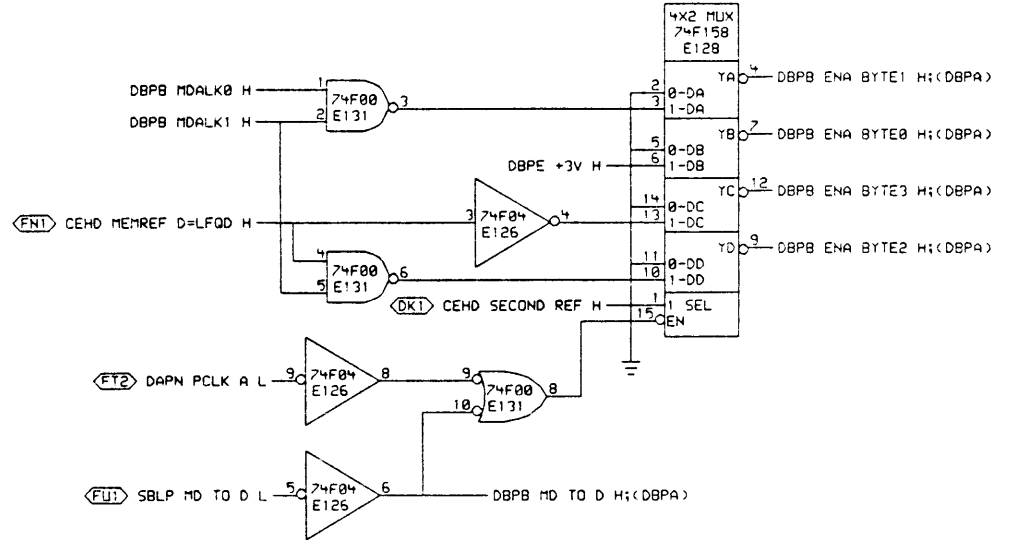 4X2 MUX
74F158
E128
DBPB MDALK0 H
1
2
74F00
E131
3
DBPB MDALK1 H
2 0-DA
3 1-DA
YA 4 DBPB ENA BYTE1 H;(DBPA)
DBPE +3V H
5 0-DB
6 1-DB
YB 7 DBPB ENA BYTE0 H;(DBPA)
FN1 CEHD MEMREF D=LFQD H
3
74F04
E126
4
14 0-DC
13 1-DC
YC 12 DBPB ENA BYTE3 H;(DBPA)
4
5
74F00
E131
6
11 0-DD
10 1-DD
YD 9 DBPB ENA BYTE2 H;(DBPA)
DK1 CEHD SECOND REF H
1 1 SEL
15 EN
FT2 DAPN PCLK A L
9
74F04
E126
8
9
10
74F00
E131
8
FU1 SBLP MD TO D L
5
74F04
E126
6
DBPB MD TO D H;(DBPA)